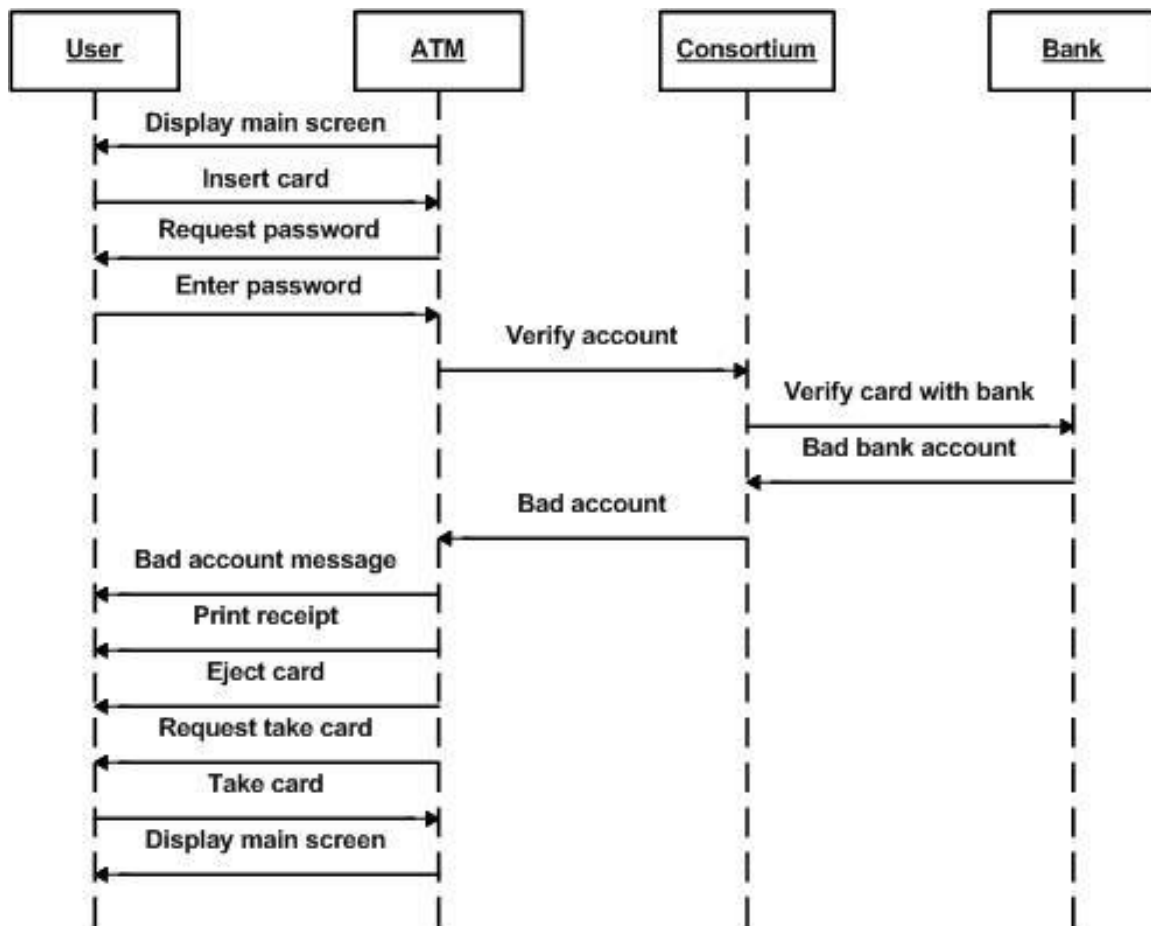 User
ATM
Consortium
Bank
Display main screen
Insert card
Request password
Enter password
Verify account
Verify card with bank
Bad bank account
Bad account
Bad account message
Print receipt
Eject card
Request take card
Take card
Display main screen